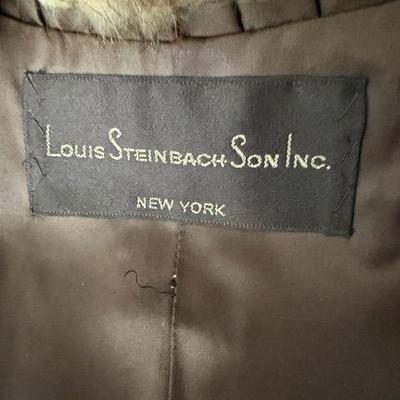 Louis Steinbach Son Inc.
NEW YORK